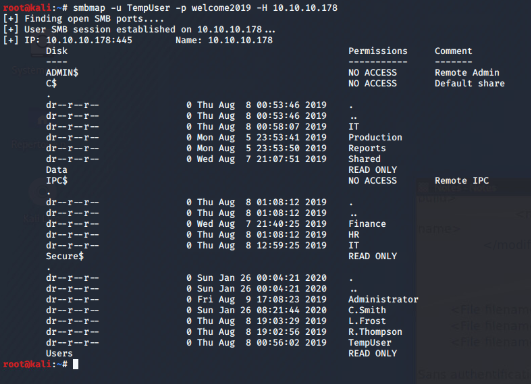 root@kali:~# smbmap -u TempUser -p welcome2019 -H 10.10.10.178
[+] Finding open SMB ports....
[+] User SMB session established on 10.10.10.178...
[+] IP: 10.10.10.178:445 Name: 10.10.10.178
Disk Permissions Comment
---- ----------- -------
ADMIN$ NO ACCESS Remote Admin
C$ NO ACCESS Default share
.
dr--r--r-- 0 Thu Aug 8 00:53:46 2019 .
dr--r--r-- 0 Thu Aug 8 00:53:46 2019 ..
dr--r--r-- 0 Thu Aug 8 00:58:07 2019 IT
dr--r--r-- 0 Mon Aug 5 23:53:41 2019 Production
dr--r--r-- 0 Mon Aug 5 23:53:50 2019 Reports
dr--r--r-- 0 Wed Aug 7 21:07:51 2019 Shared
Data READ ONLY
IPC$ NO ACCESS Remote IPC
.
dr--r--r-- 0 Thu Aug 8 01:08:12 2019 .
dr--r--r-- 0 Thu Aug 8 01:08:12 2019 ..
dr--r--r-- 0 Wed Aug 7 21:40:25 2019 Finance
dr--r--r-- 0 Thu Aug 8 01:08:12 2019 HR
dr--r--r-- 0 Thu Aug 8 12:59:25 2019 IT
Secure$ READ ONLY
.
dr--r--r-- 0 Sun Jan 26 00:04:21 2020 .
dr--r--r-- 0 Sun Jan 26 00:04:21 2020 ..
dr--r--r-- 0 Fri Aug 9 17:08:23 2019 Administrator
dr--r--r-- 0 Sun Jan 26 08:21:44 2020 C.Smith
dr--r--r-- 0 Thu Aug 8 19:03:29 2019 L.Frost
dr--r--r-- 0 Thu Aug 8 19:02:56 2019 R.Thompson
dr--r--r-- 0 Thu Aug 8 00:56:02 2019 TempUser
Users READ ONLY
root@kali:~#